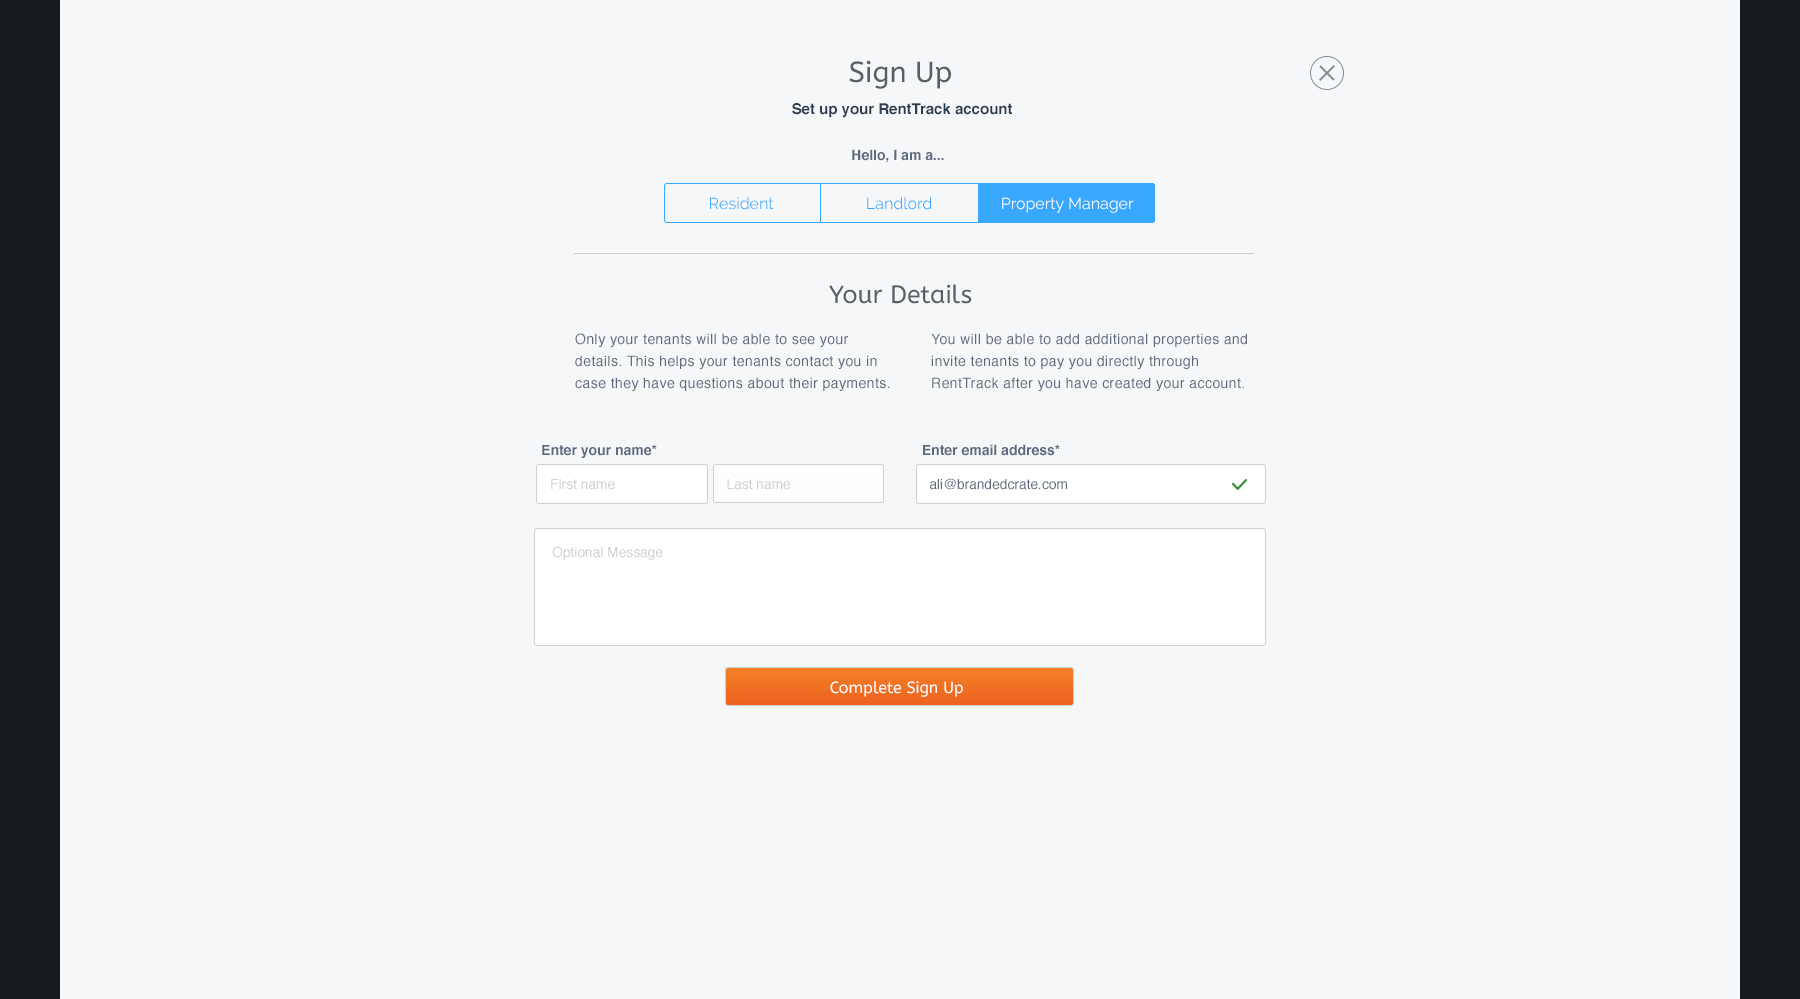 Sign Up
Set up your RentTrack account
Hello, I am a...
Resident
Landlord
Property Manager
Your Details
Only your tenants will be able to see your
details. This helps your tenants contact you in
case they have questions about their payments.
You will be able to add additional properties and
invite tenants to pay you directly through
RentTrack after you have created your account.
Enter your name*
First name
Last name
Enter email address*
ali@brandedcrate.com
Optional Message
Complete Sign Up